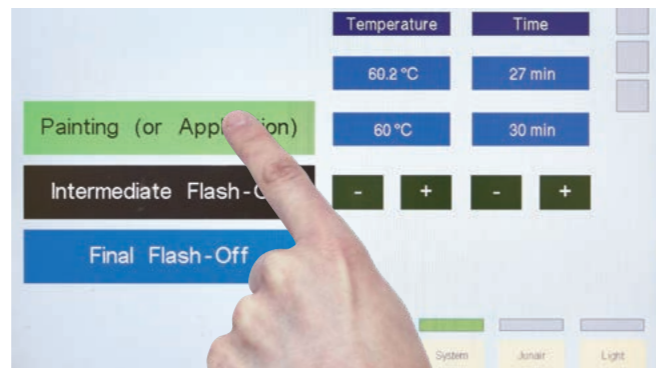 Temperature Time
60.2 °C 27 min
Painting (or Application) 60 °C 30 min
Intermediate Flash-O - + - +
Final Flash-Off
System Junair Light